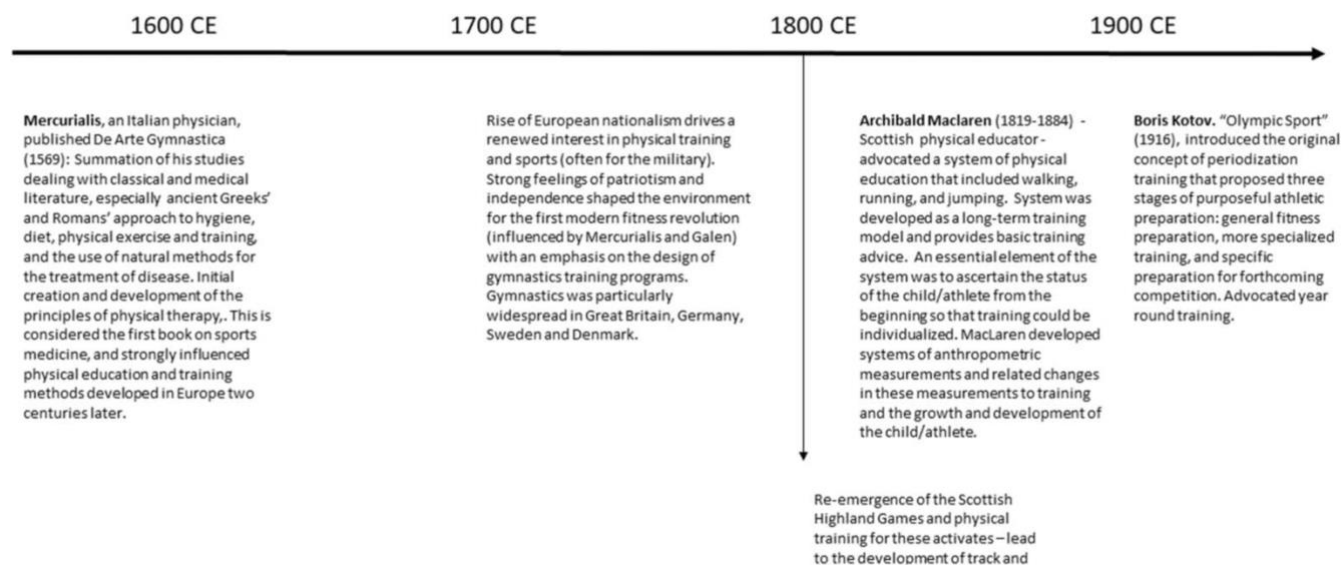 1600 CE
1700 CE
1800 CE
1900 CE
Mercurialis, an Italian physician,
published De Arte Gymnastica
(1569): Summation of his studies
dealing with classical and medical
literature, especially ancient Greeks'
and Romans' approach to hygiene,
diet, physical exercise and training,
and the use of natural methods for
the treatment of disease. Initial
creation and development of the
principles of physical therapy,. This is
considered the first book on sports
medicine, and strongly influenced
physical education and training
methods developed in Europe two
centuries later.
Rise of European nationalism drives a
renewed interest in physical training
and sports (often for the military).
Strong feelings of patriotism and
independence shaped the environment
for the first modern fitness revolution
(influenced by Mercurialis and Galen)
with an emphasis on the design of
gymnastics training programs.
Gymnastics was particularly
widespread in Great Britain, Germany,
Sweden and Denmark.
Archibald Maclaren (1819-1884) -
Scottish physical educator-
advocated a system of physical
education that included walking,
running, and jumping. System was
developed as a long-term training
model and provides basic training
advice. An essential element of the
system was to ascertain the status
of the child/athlete from the
beginning so that training could be
individualized. MacLaren developed
systems of anthropometric
measurements and related changes
in these measurements to training
and the growth and development of
the child/athlete.
Boris Kotov. "Olympic Sport"
(1916), introduced the original
concept of periodization
training that proposed three
stages of purposeful athletic
preparation: general fitness
preparation, more specialized
training, and specific
preparation for forthcoming
competition. Advocated year
round training.
Re-emergence of the Scottish
Highland Games and physical
training for these activates – lead
to the development of track and